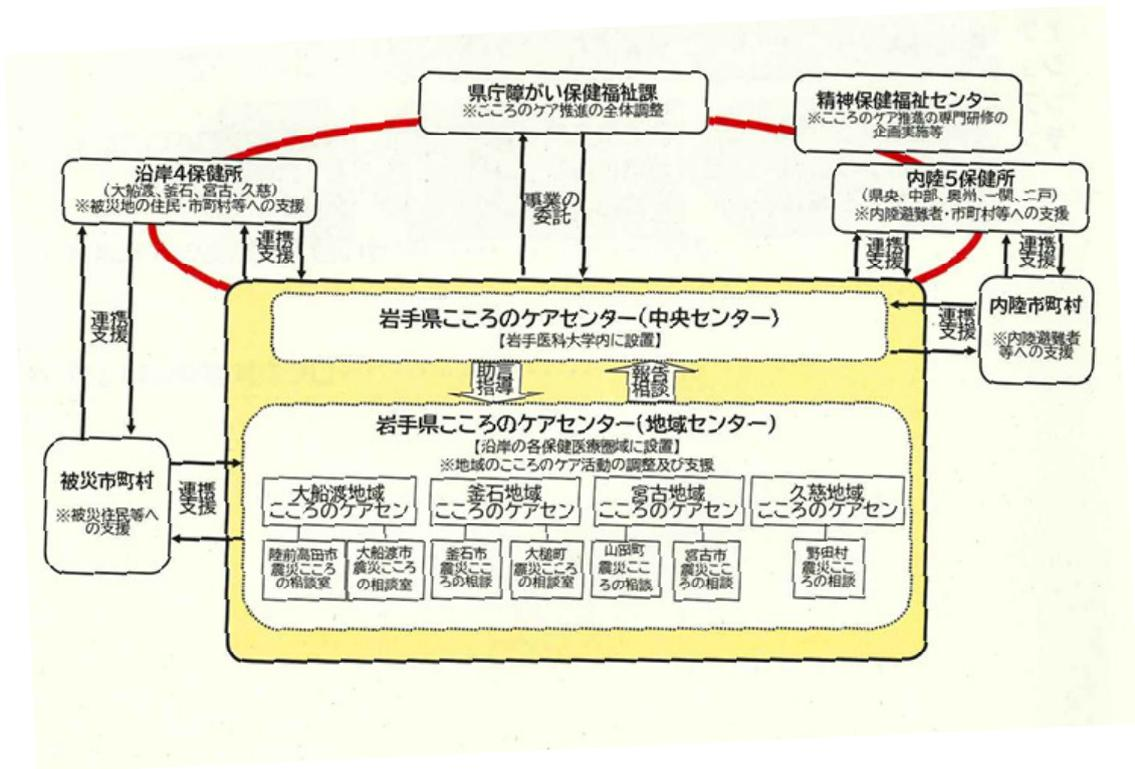 県庁障がい保健福祉課
※こころのケア推進の全体調整
精神保健福祉センター
※こころのケア推進の専門研修の
企画実施等
沿岸4保健所
(大船渡、釜石、宮古、久慈)
※被災地の住民・市町村等への支援
内陸5保健所
(県央、中部、奥州、一関、二戸)
※内陸避難者・市町村等への支援
事業の
委託
連携
支援
連携
支援
連携
支援
連携
支援
内陸市町村
※内陸避難者
等への支援
連携
支援
岩手県こころのケアセンター(中央センター)
【岩手医科大学内に設置】
助言
指導
報告
相談
被災市町村
※被災住民等へ
の支援
連携
支援
岩手県こころのケアセンター(地域センター)
【沿岸の各保健医療圏域に設置】
※地域のこころのケア活動の調整及び支援
大船渡地域
こころのケアセン
釜石地域
こころのケアセン
宮古地域
こころのケアセン
久慈地域
こころのケアセン
陸前高田市
震災こころ
の相談室
大船渡市
震災こころ
の相談室
釜石市
震災ここ
ろの相談
大槌町
震災こころ
の相談室
山田町
震災ここ
ろの相談
宮古市
震災ここ
ろの相談
野田村
震災ここ
ろの相談